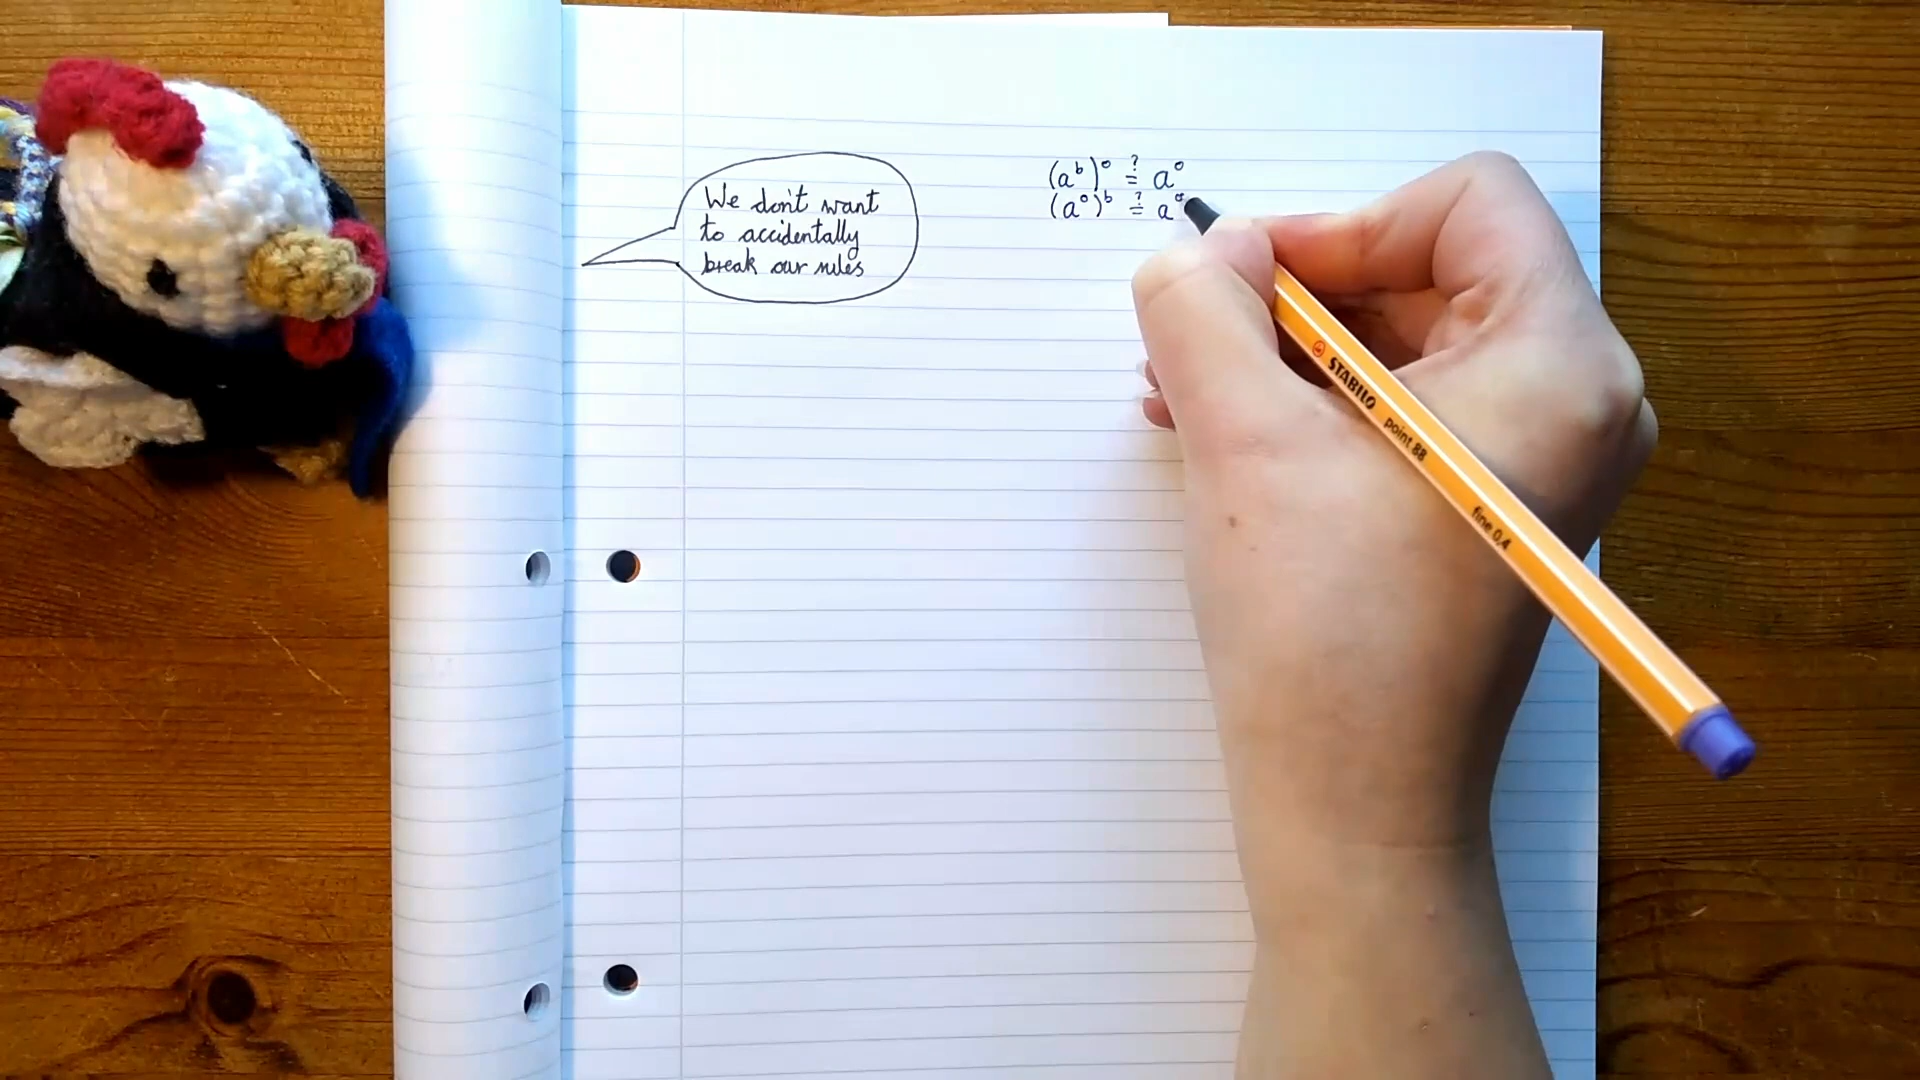 We don't want
to accidentally
break our rules
(a^b)^0 ≟ a^0
(a^0)^b ≟ a^0
STABILO point 88 fine 0,4